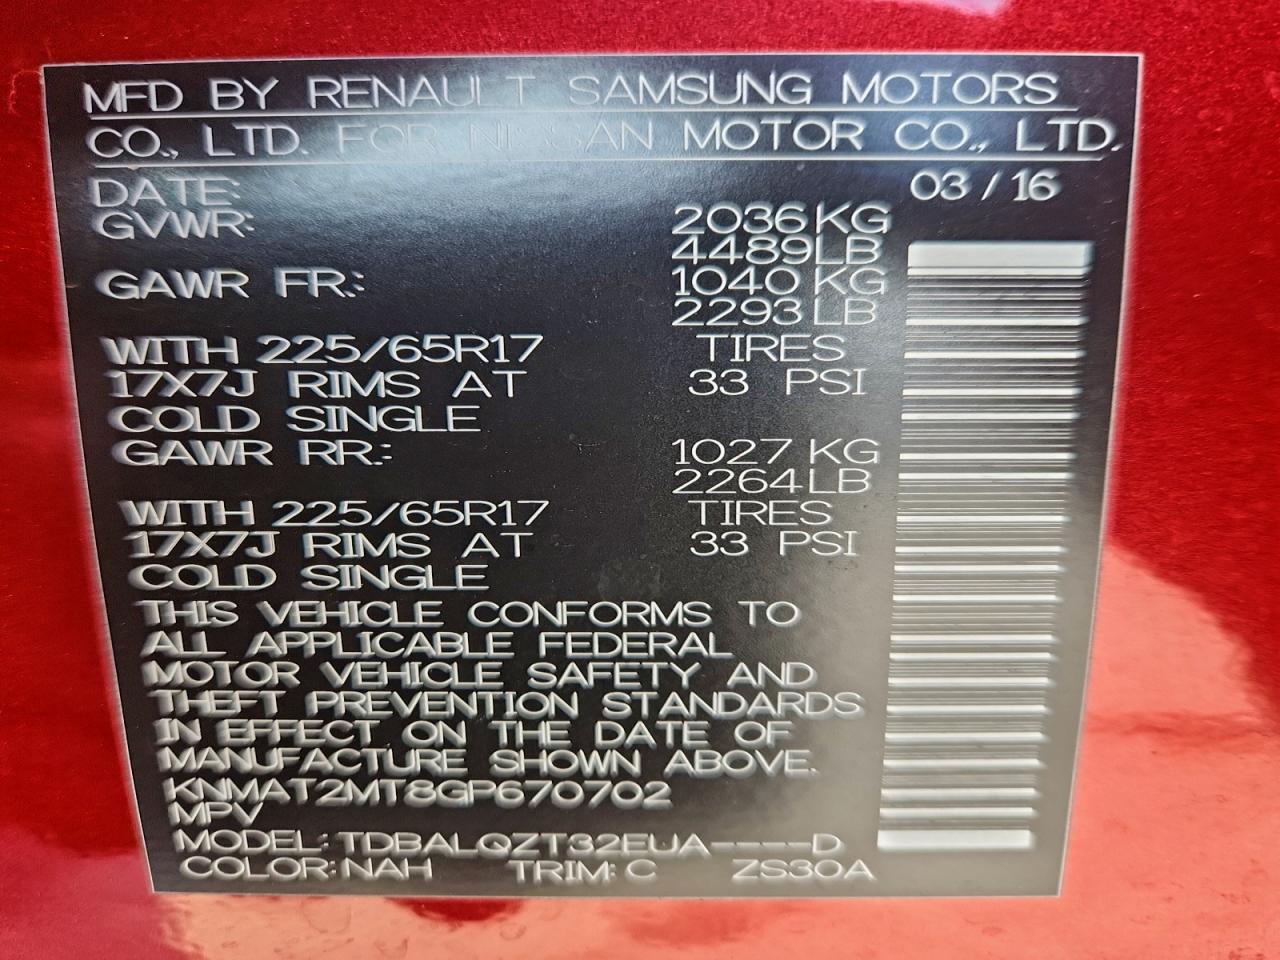 MFD BY RENAULT SAMSUNG MOTORS
CO., LTD. FOR NISSAN MOTOR CO., LTD.
DATE: 03 / 16
GVWR: 2036 KG
4489 LB
GAWR FR.: 1040 KG
2293 LB
WITH 225/65R17 TIRES
17X7J RIMS AT 33 PSI
COLD SINGLE
GAWR RR.: 1027 KG
2264 LB
WITH 225/65R17 TIRES
17X7J RIMS AT 33 PSI
COLD SINGLE
THIS VEHICLE CONFORMS TO
ALL APPLICABLE FEDERAL
MOTOR VEHICLE SAFETY AND
THEFT PREVENTION STANDARDS
IN EFFECT ON THE DATE OF
MANUFACTURE SHOWN ABOVE.
KNMAT2MT8GP670702
MPV
MODEL: TDBALQZT32EUA-----D
COLOR: NAH TRIM: C ZS30A